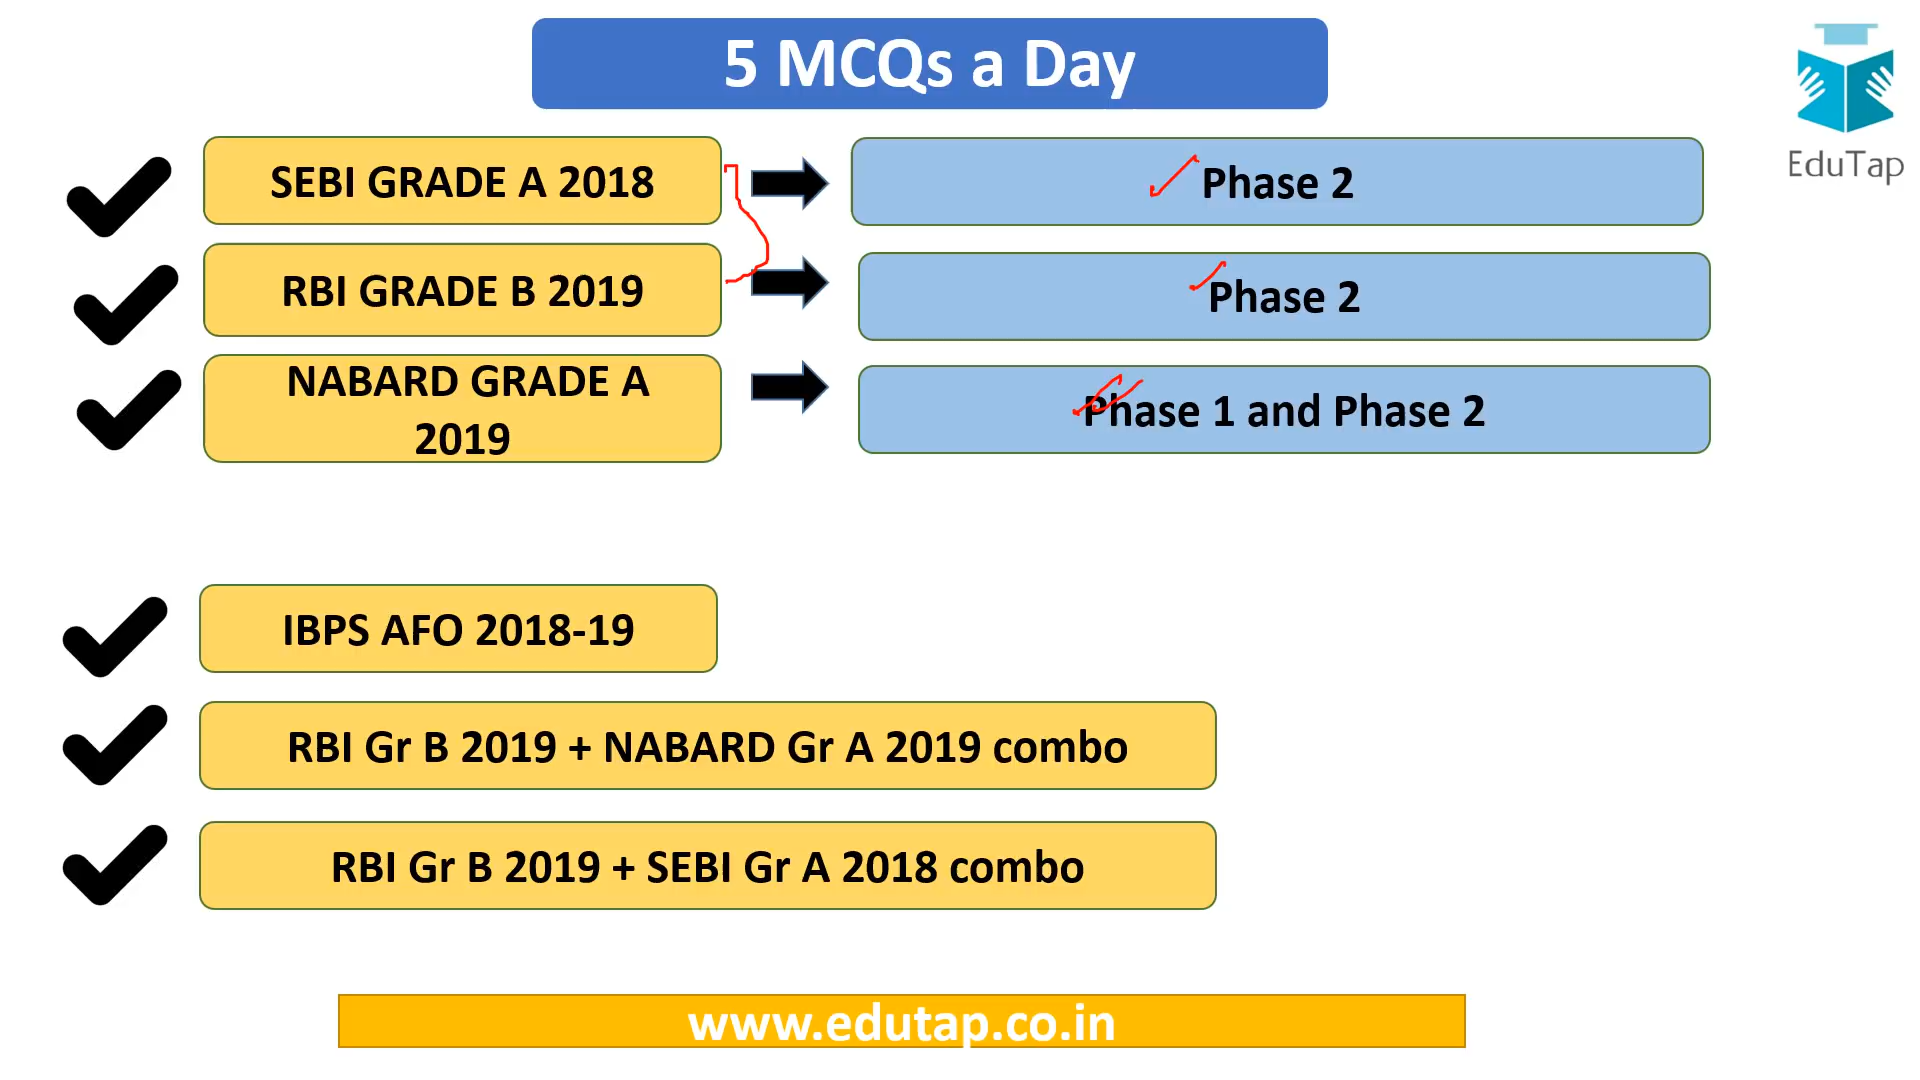 5 MCQs a Day
EduTap
SEBI GRADE A 2018
Phase 2
RBI GRADE B 2019
Phase 2
NABARD GRADE A
2019
Phase 1 and Phase 2
IBPS AFO 2018-19
RBI Gr B 2019 + NABARD Gr A 2019 combo
RBI Gr B 2019 + SEBI Gr A 2018 combo
www.edutap.co.in